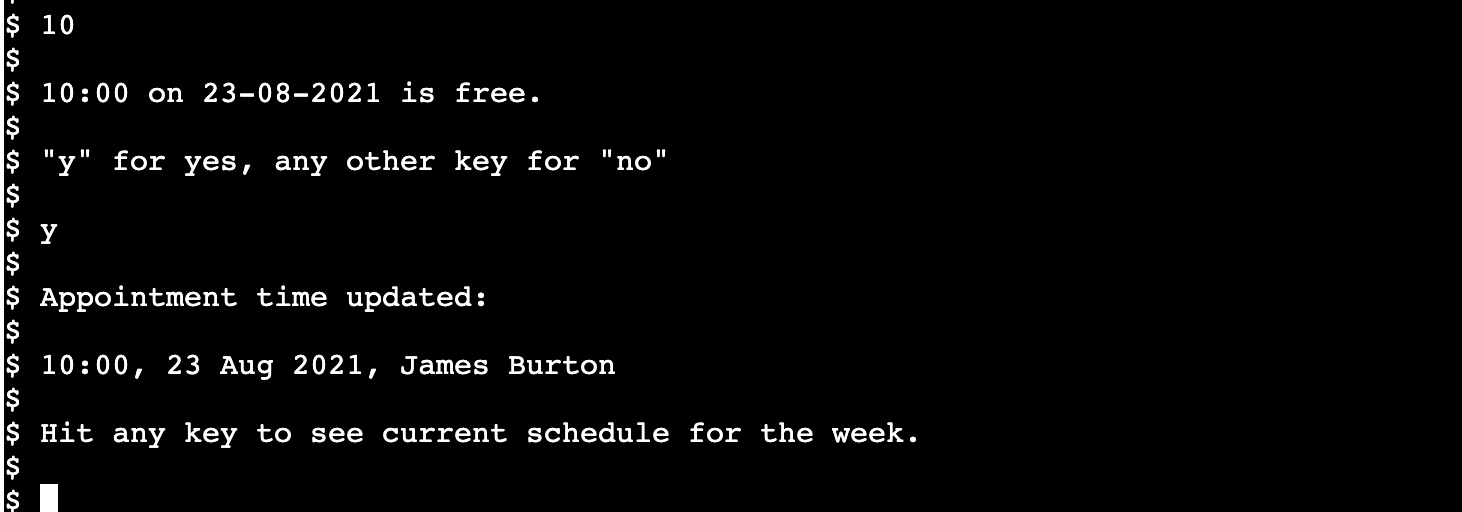 $ 10
$
$ 10:00 on 23-08-2021 is free.
$
$ "y" for yes, any other key for "no"
$
$ y
$
$ Appointment time updated:
$
$ 10:00, 23 Aug 2021, James Burton
$
$ Hit any key to see current schedule for the week.
$
$